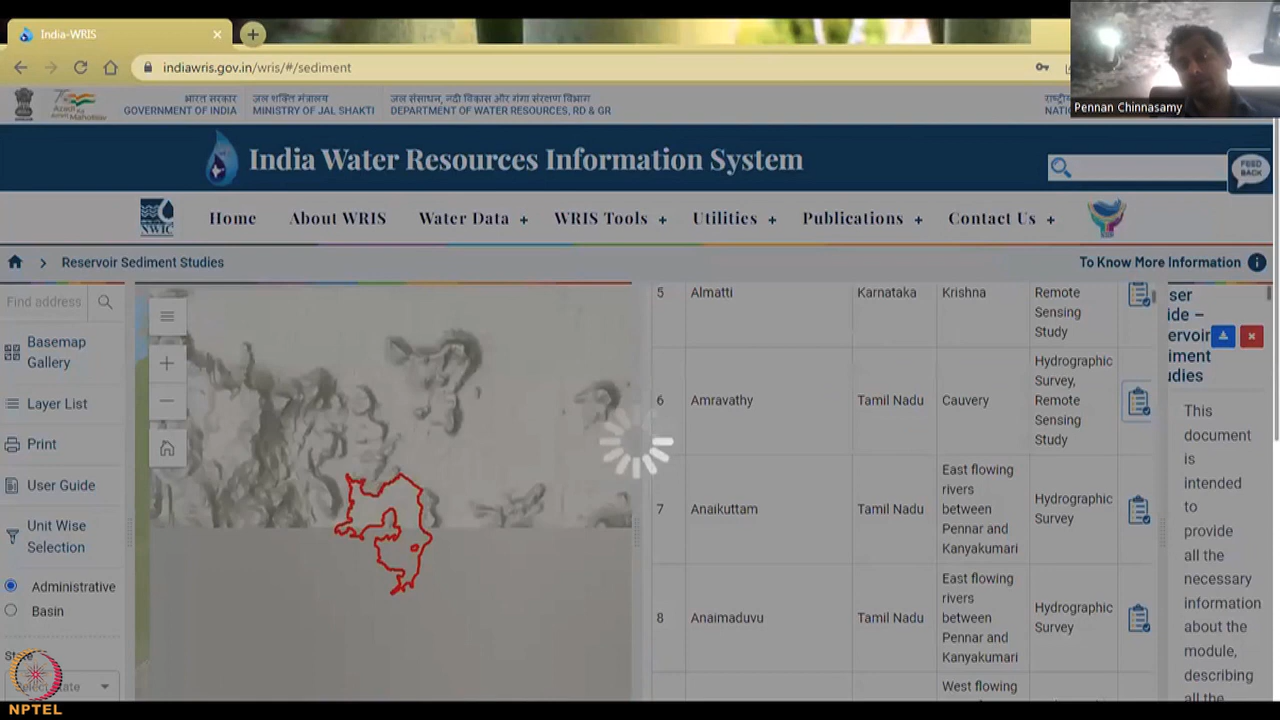 India-WRIS
indiawris.gov.in/wris/#/sediment
Pennan Chinnasamy
भारत सरकार
GOVERNMENT OF INDIA
जल शक्ति मंत्रालय
MINISTRY OF JAL SHAKTI
जल संसाधन, नदी विकास और गंगा संरक्षण विभाग
DEPARTMENT OF WATER RESOURCES, RD & GR
India Water Resources Information System
FEED
BACK
NWIC
Home
About WRIS
Water Data +
WRIS Tools +
Utilities +
Publications +
Contact Us +
Reservoir Sediment Studies
To Know More Information
Find address
Basemap
Gallery
Layer List
Print
User Guide
Unit Wise
Selection
Administrative
Basin
5 Almatti Karnataka Krishna Remote
Sensing
Study
6 Amravathy Tamil Nadu Cauvery Hydrographic
Survey,
Remote
Sensing
Study
7 Anaikuttam Tamil Nadu East flowing
rivers
between
Pennar and
Kanyakumari
Hydrographic
Survey
8 Anaimaduvu Tamil Nadu East flowing
rivers
between
Pennar and
Kanyakumari
Hydrographic
Survey
West flowing
ser
ide –
ervoir
iment
udies
This
document
is
intended
to
provide
all the
necessary
information
about the
module,
describing
all the
NPTEL